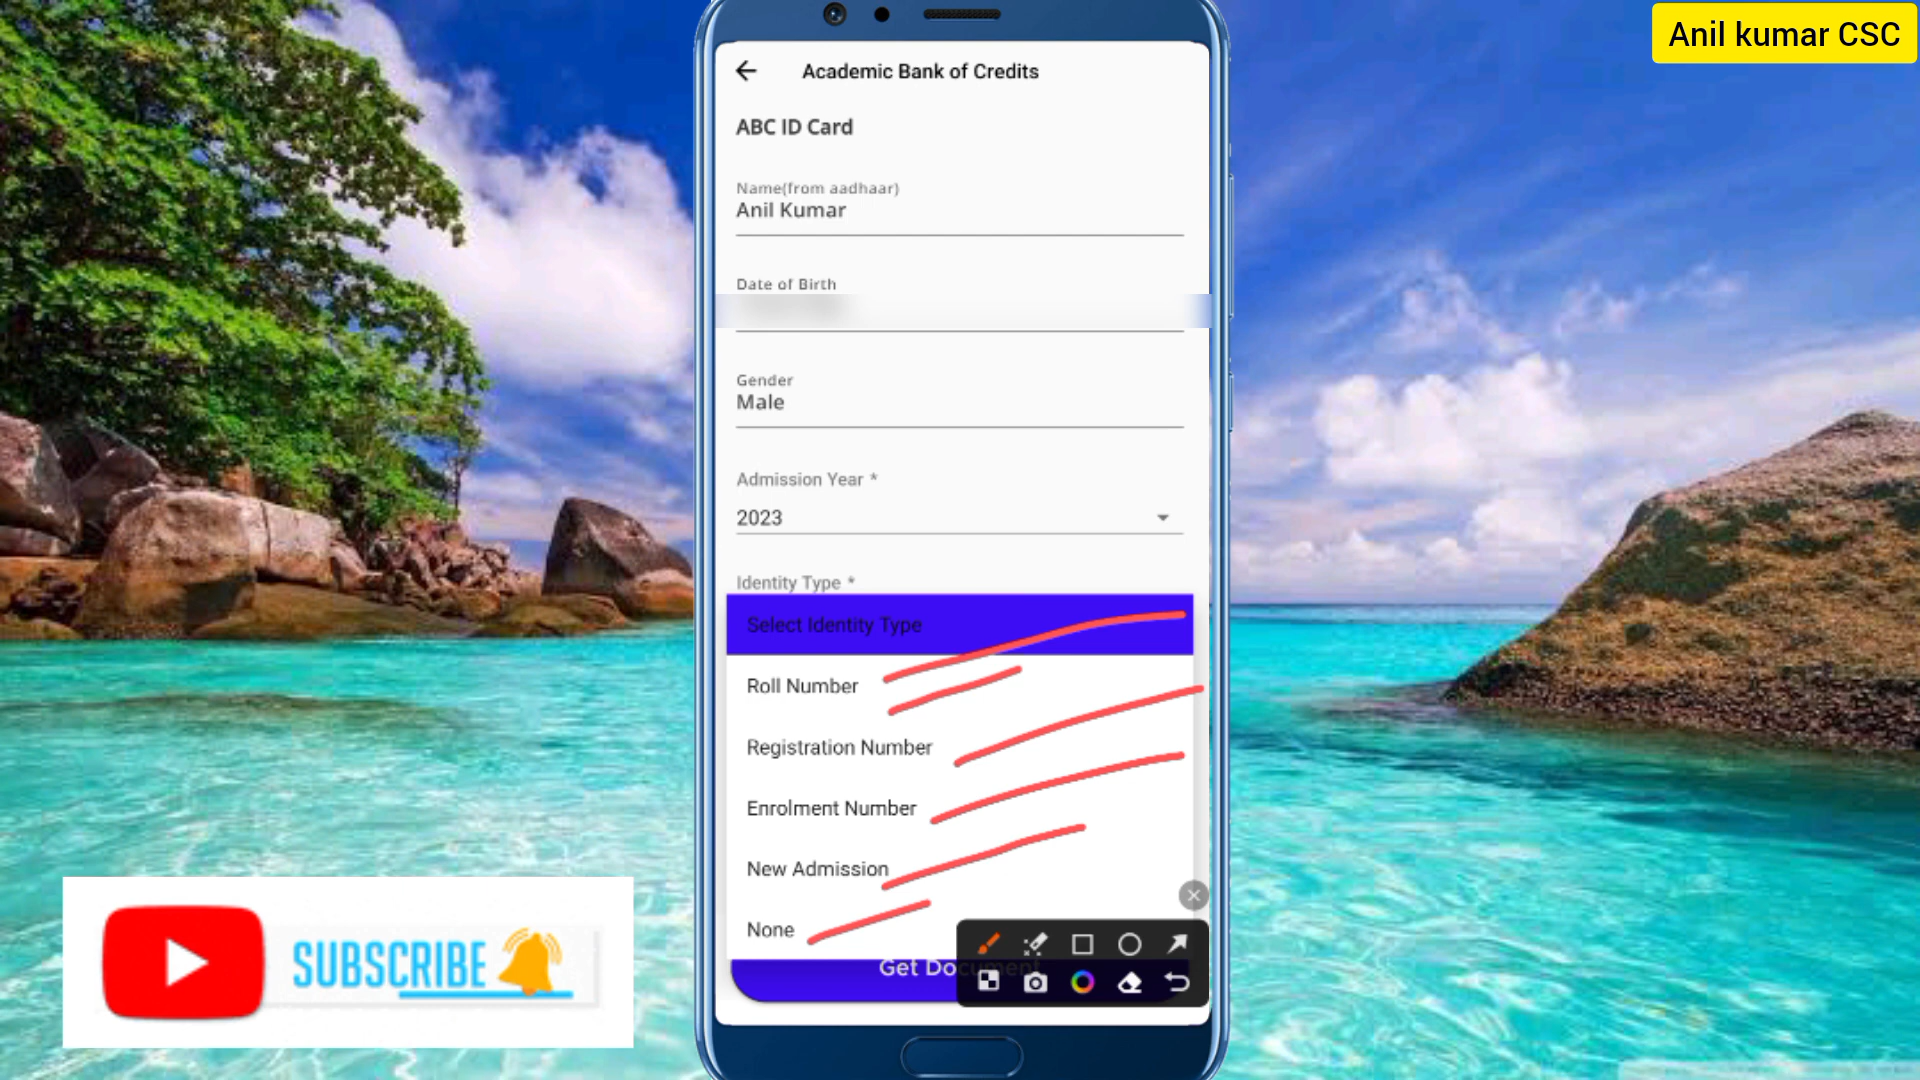 Anil kumar CSC
Academic Bank of Credits
ABC ID Card
Name(from aadhaar)
Anil Kumar
Date of Birth
Gender
Male
Admission Year *
2023
Identity Type *
Select Identity Type
Roll Number
Registration Number
Enrolment Number
New Admission
None
Get Document
SUBSCRIBE